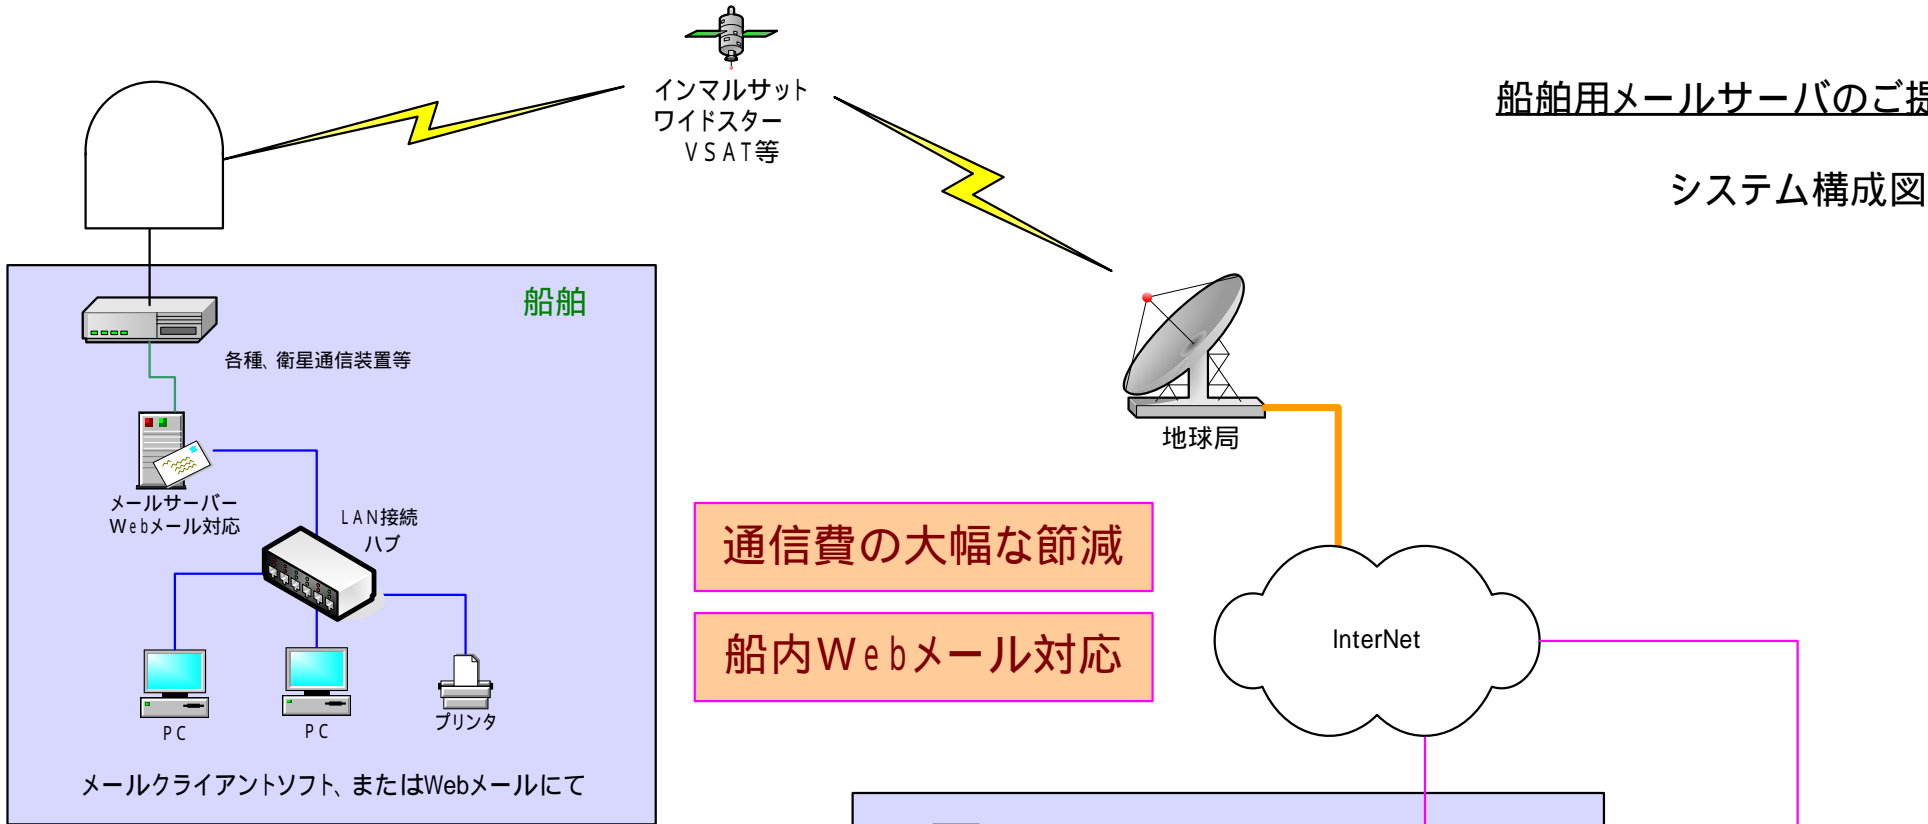 インマルサット
ワイドスター
VSAT等
船舶用メールサーバのご提
システム構成図
船舶
各種、衛星通信装置等
メールサーバー
Webメール対応
LAN接続
ハブ
PC
PC
プリンタ
メールクライアントソフト、またはWebメールにて
地球局
通信費の大幅な節減
船内Webメール対応
InterNet